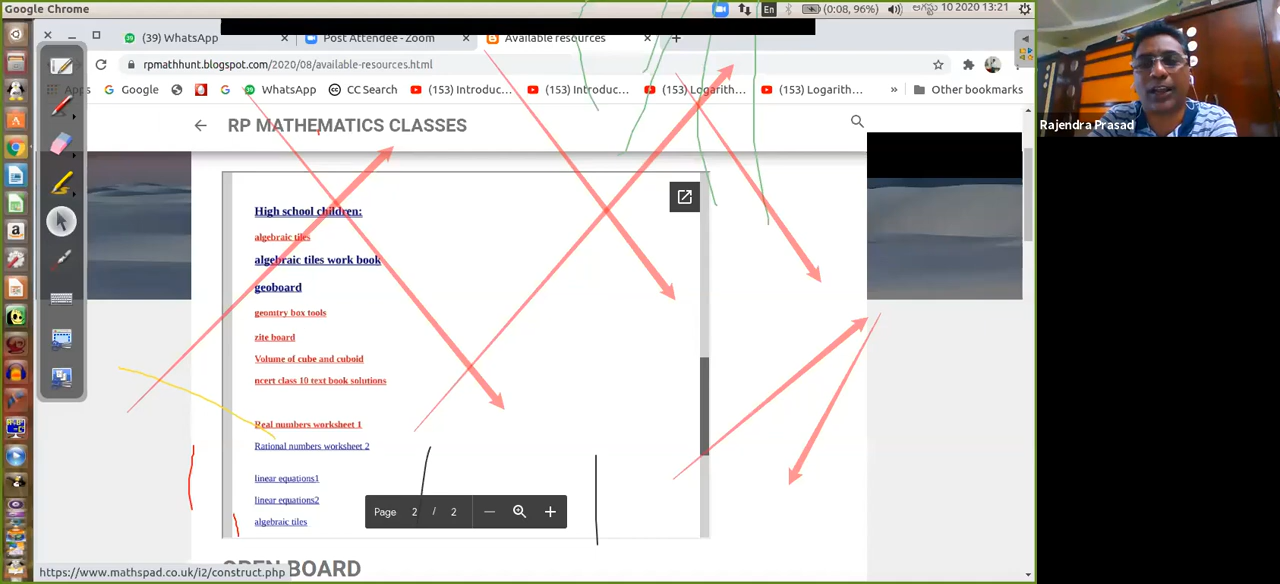 Google Chrome
En
(0:08, 96%)
ఆగస్టు 10 2020 13:21
(39) WhatsApp
Post Attendee - Zoom
Available resources
rpmathhunt.blogspot.com/2020/08/available-resources.html
Apps
Google
WhatsApp
CC Search
(153) Introduc...
(153) Introduc...
(153) Logarith...
(153) Logarith...
»
Other bookmarks
Rajendra Prasad
RP MATHEMATICS CLASSES
High school children:
algebraic tiles
algebraic tiles work book
geoboard
geomtry box tools
zite board
Volume of cube and cuboid
ncert class 10 text book solutions
Real numbers worksheet 1
Rational numbers worksheet 2
linear equations1
linear equations2
algebraic tiles
Page 2 / 2
OPEN BOARD
https://www.mathspad.co.uk/i2/construct.php